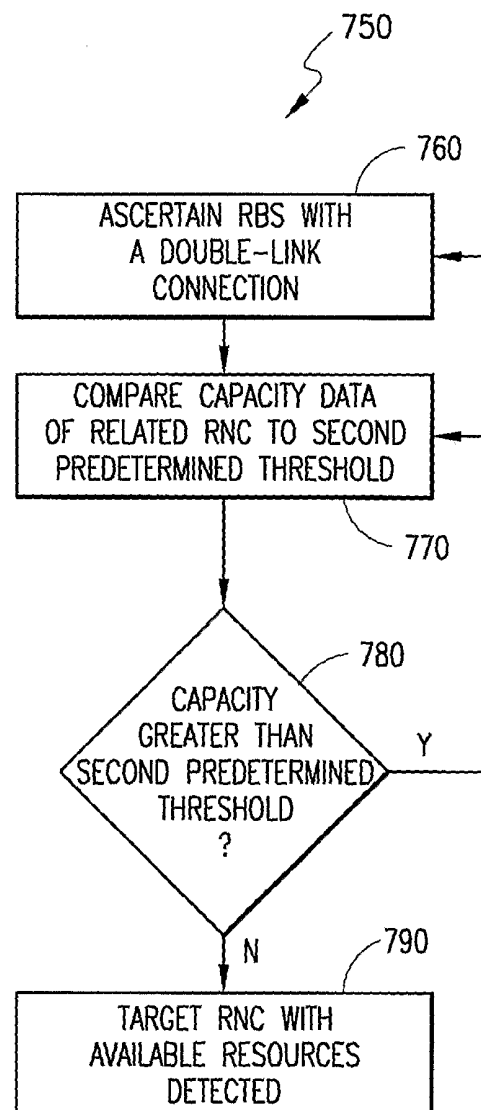 750
760
ASCERTAIN RBS WITH
A DOUBLE-LINK
CONNECTION
COMPARE CAPACITY DATA
OF RELATED RNC TO SECOND
PREDETERMINED THRESHOLD
770
780
CAPACITY
GREATER THAN
SECOND PREDETERMINED
THRESHOLD
?
Y
N
790
TARGET RNC WITH
AVAILABLE RESOURCES
DETECTED